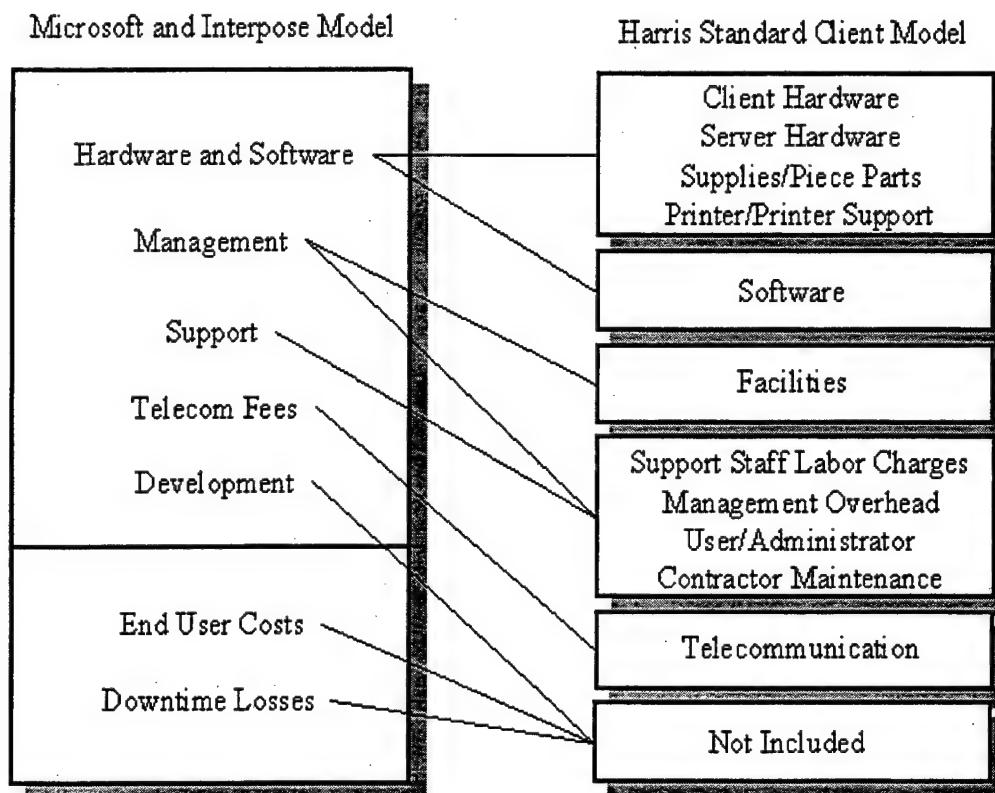 Microsoft and Interpose Model
Hardware and Software
Management
Support
Telecom Fees
Development
End User Costs
Downtime Losses
Harris Standard Client Model
Client Hardware
Server Hardware
Supplies/Piece Parts
Printer/Printer Support
Software
Facilities
Support Staff Labor Charges
Management Overhead
User/Administrator
Contractor Maintenance
Telecommunication
Not Included